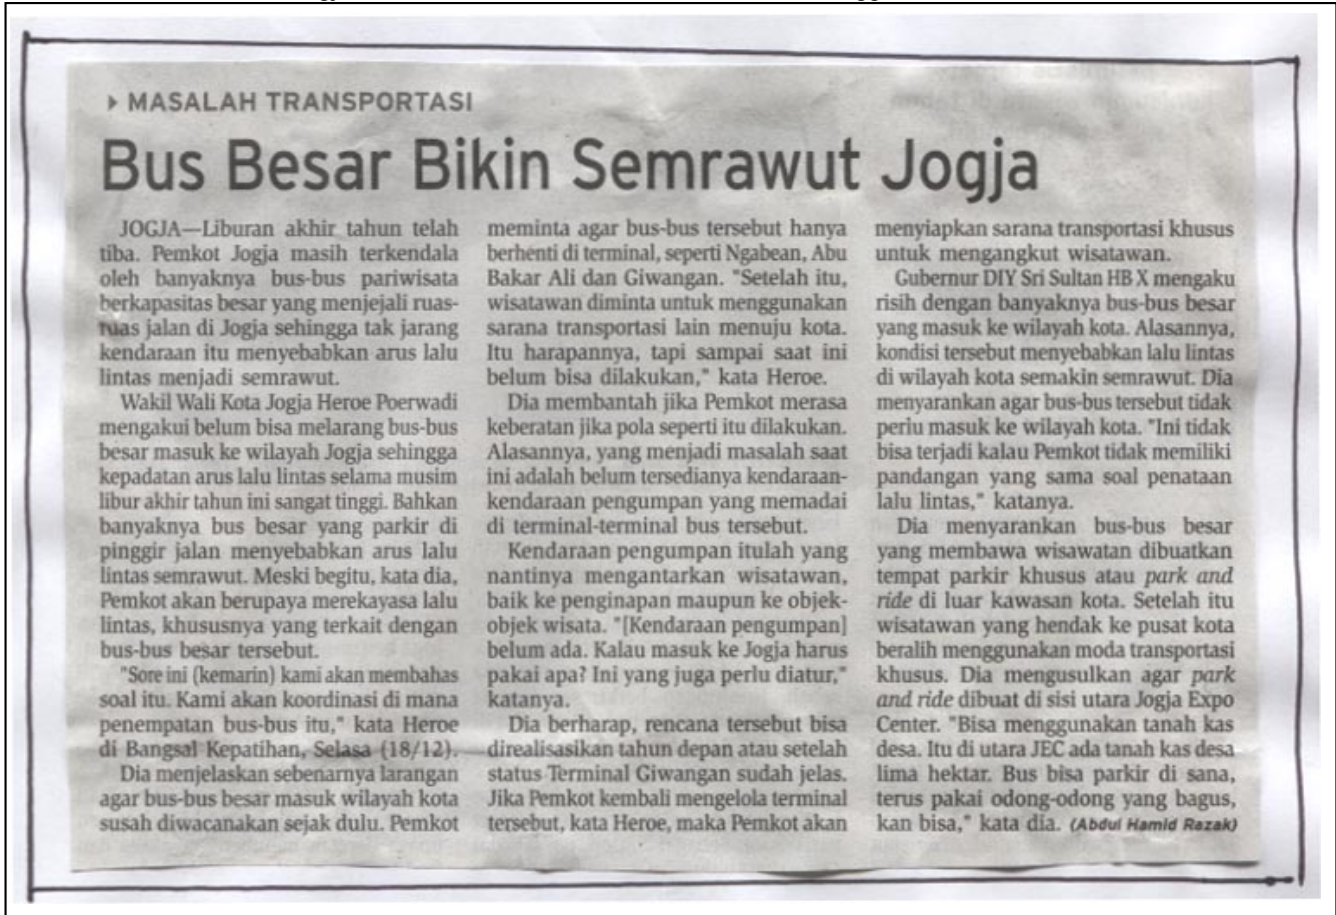 MASALAH TRANSPORTASI
Bus Besar Bikin Semrawut Jogja
JOGJA—Liburan akhir tahun telah
tiba. Pemkot Jogja masih terkendala
oleh banyaknya bus-bus pariwisata
berkapasitas besar yang menjejali ruas-
ruas jalan di Jogja sehingga tak jarang
kendaraan itu menyebabkan arus lalu
lintas menjadi semrawut.
Wakil Wali Kota Jogja Heroe Poerwadi
mengakui belum bisa melarang bus-bus
besar masuk ke wilayah Jogja sehingga
kepadatan arus lalu lintas selama musim
libur akhir tahun ini sangat tinggi. Bahkan
banyaknya bus besar yang parkir di
pinggir jalan menyebabkan arus lalu
lintas semrawut. Meski begitu, kata dia,
Pemkot akan berupaya merekayasa lalu
lintas, khususnya yang terkait dengan
bus-bus besar tersebut.
"Sore ini (kemarin) kami akan membahas
soal itu. Kami akan koordinasi di mana
penempatan bus-bus itu," kata Heroe
di Bangsal Kepatihan, Selasa (18/12).
Dia menjelaskan sebenarnya larangan
agar bus-bus besar masuk wilayah kota
susah diwacanakan sejak dulu. Pemkot
meminta agar bus-bus tersebut hanya
berhenti di terminal, seperti Ngabean, Abu
Bakar Ali dan Giwangan. "Setelah itu,
wisatawan diminta untuk menggunakan
sarana transportasi lain menuju kota.
Itu harapannya, tapi sampai saat ini
belum bisa dilakukan," kata Heroe.
Dia membantah jika Pemkot merasa
keberatan jika pola seperti itu dilakukan.
Alasannya, yang menjadi masalah saat
ini adalah belum tersedianya kendaraan-
kendaraan pengumpan yang memadai
di terminal-terminal bus tersebut.
Kendaraan pengumpan itulah yang
nantinya mengantarkan wisatawan,
baik ke penginapan maupun ke objek-
objek wisata. "[Kendaraan pengumpan]
belum ada. Kalau masuk ke Jogja harus
pakai apa? Ini yang juga perlu diatur,"
katanya.
Dia berharap, rencana tersebut bisa
direalisasikan tahun depan atau setelah
status Terminal Giwangan sudah jelas.
Jika Pemkot kembali mengelola terminal
tersebut, kata Heroe, maka Pemkot akan
menyiapkan sarana transportasi khusus
untuk mengangkut wisatawan.
Gubernur DIY Sri Sultan HB X mengaku
risih dengan banyaknya bus-bus besar
yang masuk ke wilayah kota. Alasannya,
kondisi tersebut menyebabkan lalu lintas
di wilayah kota semakin semrawut. Dia
menyarankan agar bus-bus tersebut tidak
perlu masuk ke wilayah kota. "Ini tidak
bisa terjadi kalau Pemkot tidak memiliki
pandangan yang sama soal penataan
lalu lintas," katanya.
Dia menyarankan bus-bus besar
yang membawa wisawatan dibuatkan
tempat parkir khusus atau park and
ride di luar kawasan kota. Setelah itu
wisatawan yang hendak ke pusat kota
beralih menggunakan moda transportasi
khusus. Dia mengusulkan agar park
and ride dibuat di sisi utara Jogja Expo
Center. "Bisa menggunakan tanah kas
desa. Itu di utara JEC ada tanah kas desa
lima hektar. Bus bisa parkir di sana,
terus pakai odong-odong yang bagus,
kan bisa," kata dia. (Abdul Hamid Razak)